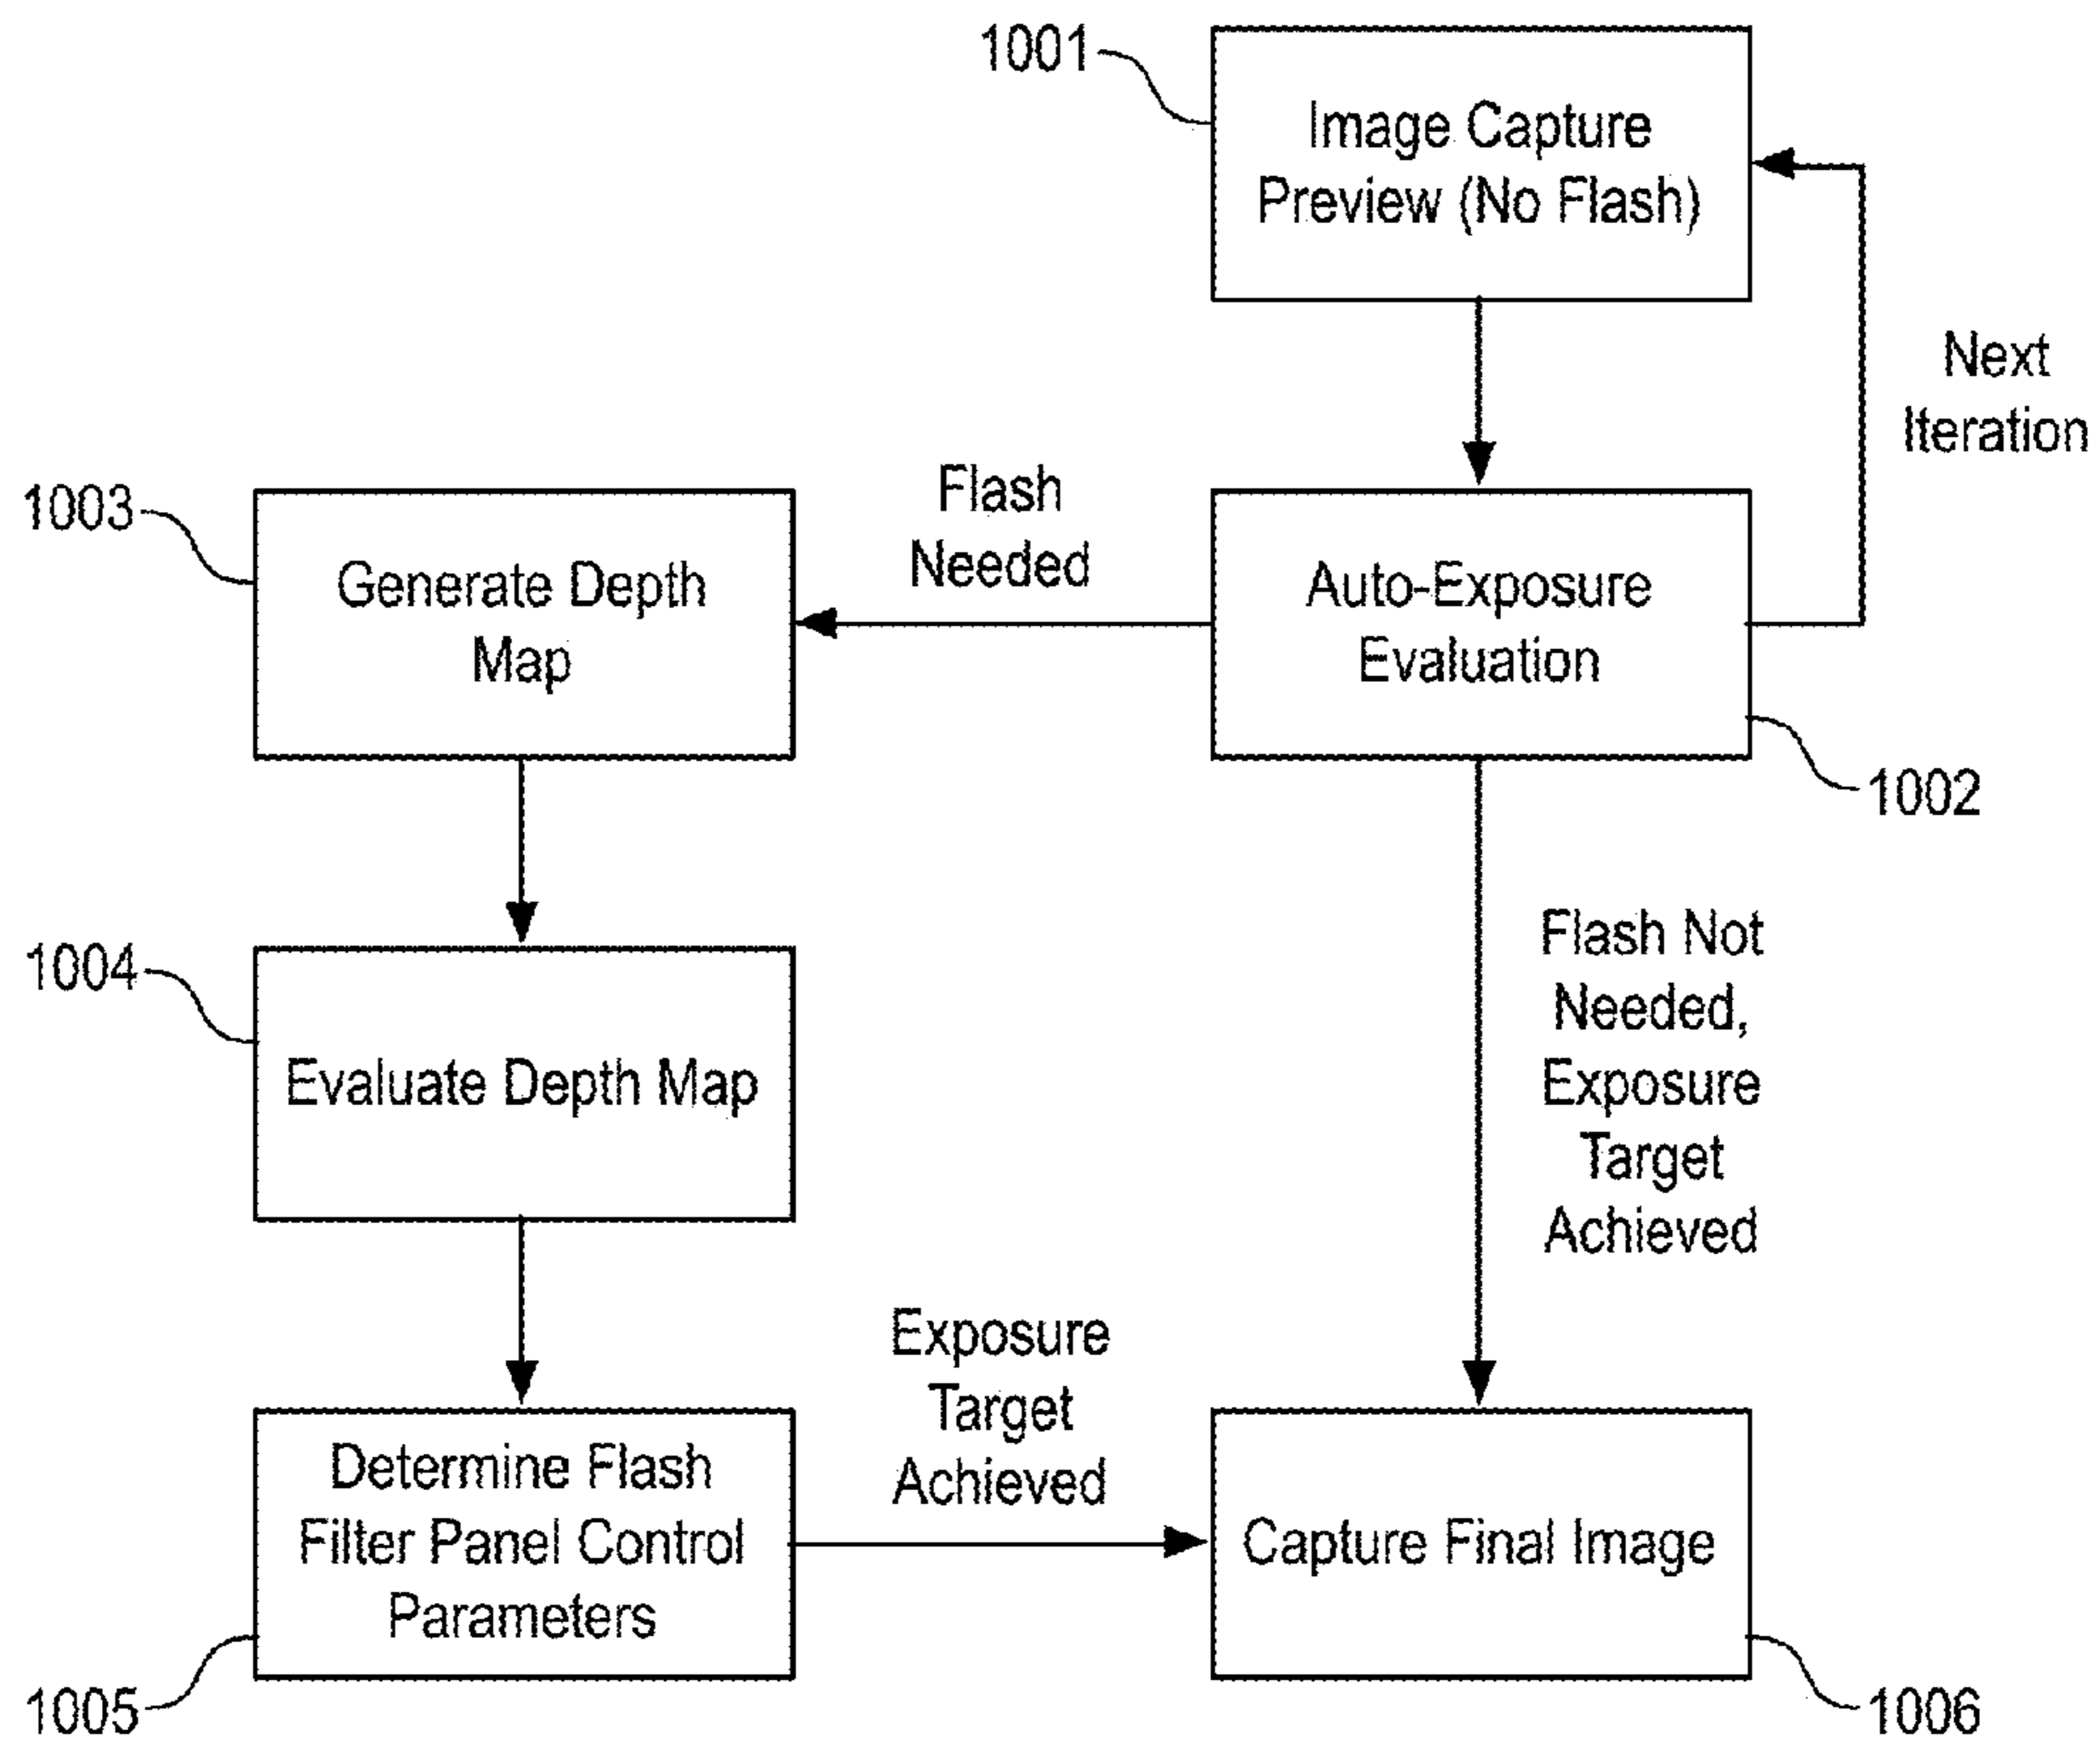 1001
Image Capture
Preview (No Flash)
Next
Iteration
Flash
Needed
1003
Generate Depth
Map
Auto-Exposure
Evaluation
1002
1004
Evaluate Depth Map
Flash Not
Needed,
Exposure
Target
Achieved
Exposure
Target
Achieved
Determine Flash
Filter Panel Control
Parameters
1005
Capture Final Image
1006